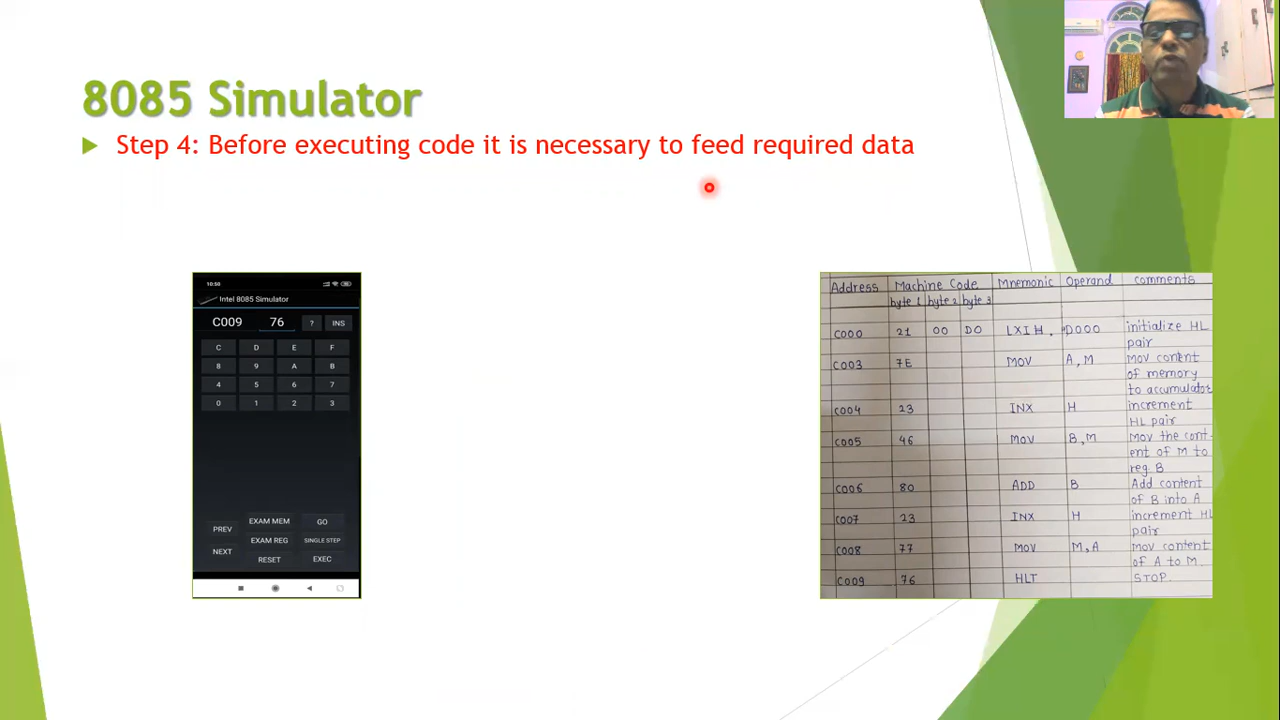 8085 Simulator
Step 4: Before executing code it is necessary to feed required data
10:50
Intel 8085 Simulator
C009 76 ? INS
C D E F
8 9 A B
4 5 6 7
0 1 2 3
PREV EXAM MEM GO
EXAM REG SINGLE STEP
NEXT RESET EXEC
Address Machine Code Mnemonic Operand comments
byte 1 byte 2 byte 3
C000 21 00 D0 LXI H, D000 initialize HL
pair
C003 7E MOV A, M Mov content
of memory
to accumulator
C004 23 INX H increment
HL pair
C005 46 MOV B, M Mov the cont-
ent of M to
reg B
C006 80 ADD B Add content
of B into A
C007 23 INX H increment HL
pair
C008 77 MOV M, A Mov content
of A to M
C009 76 HLT STOP.